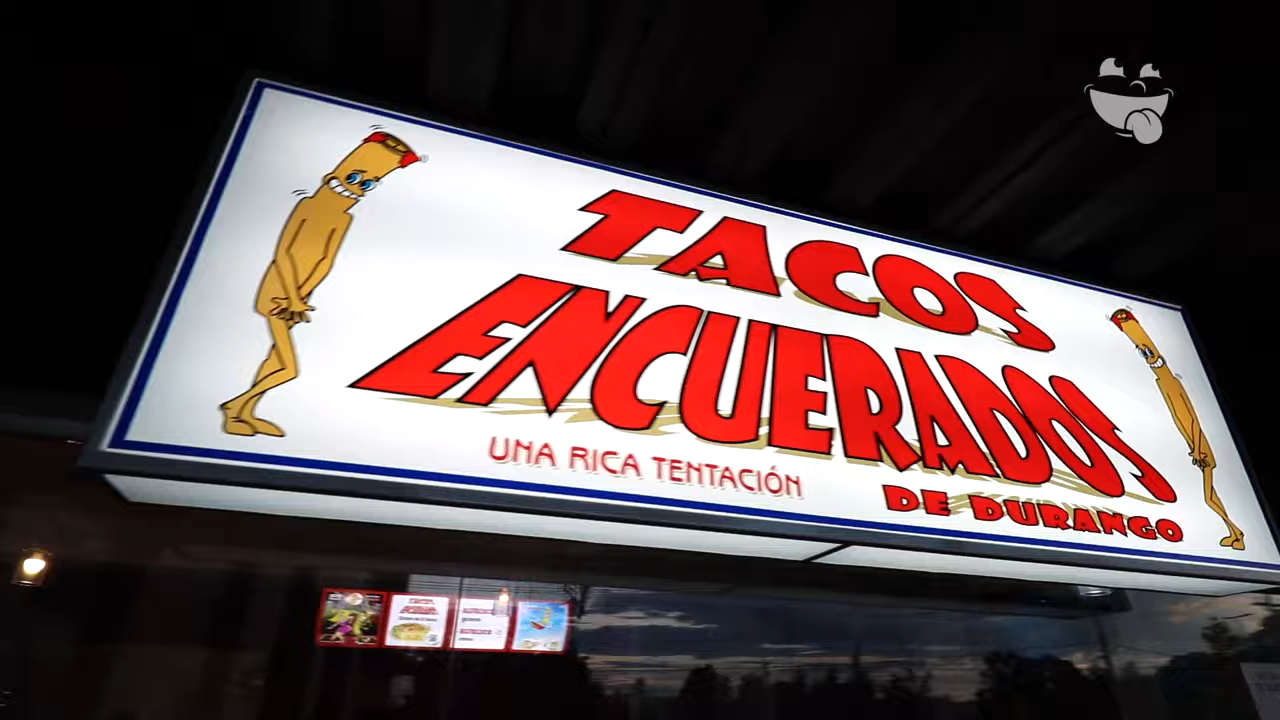 TACOS
ENCUERADOS
UNA RICA TENTACIÓN
DE DURANGO